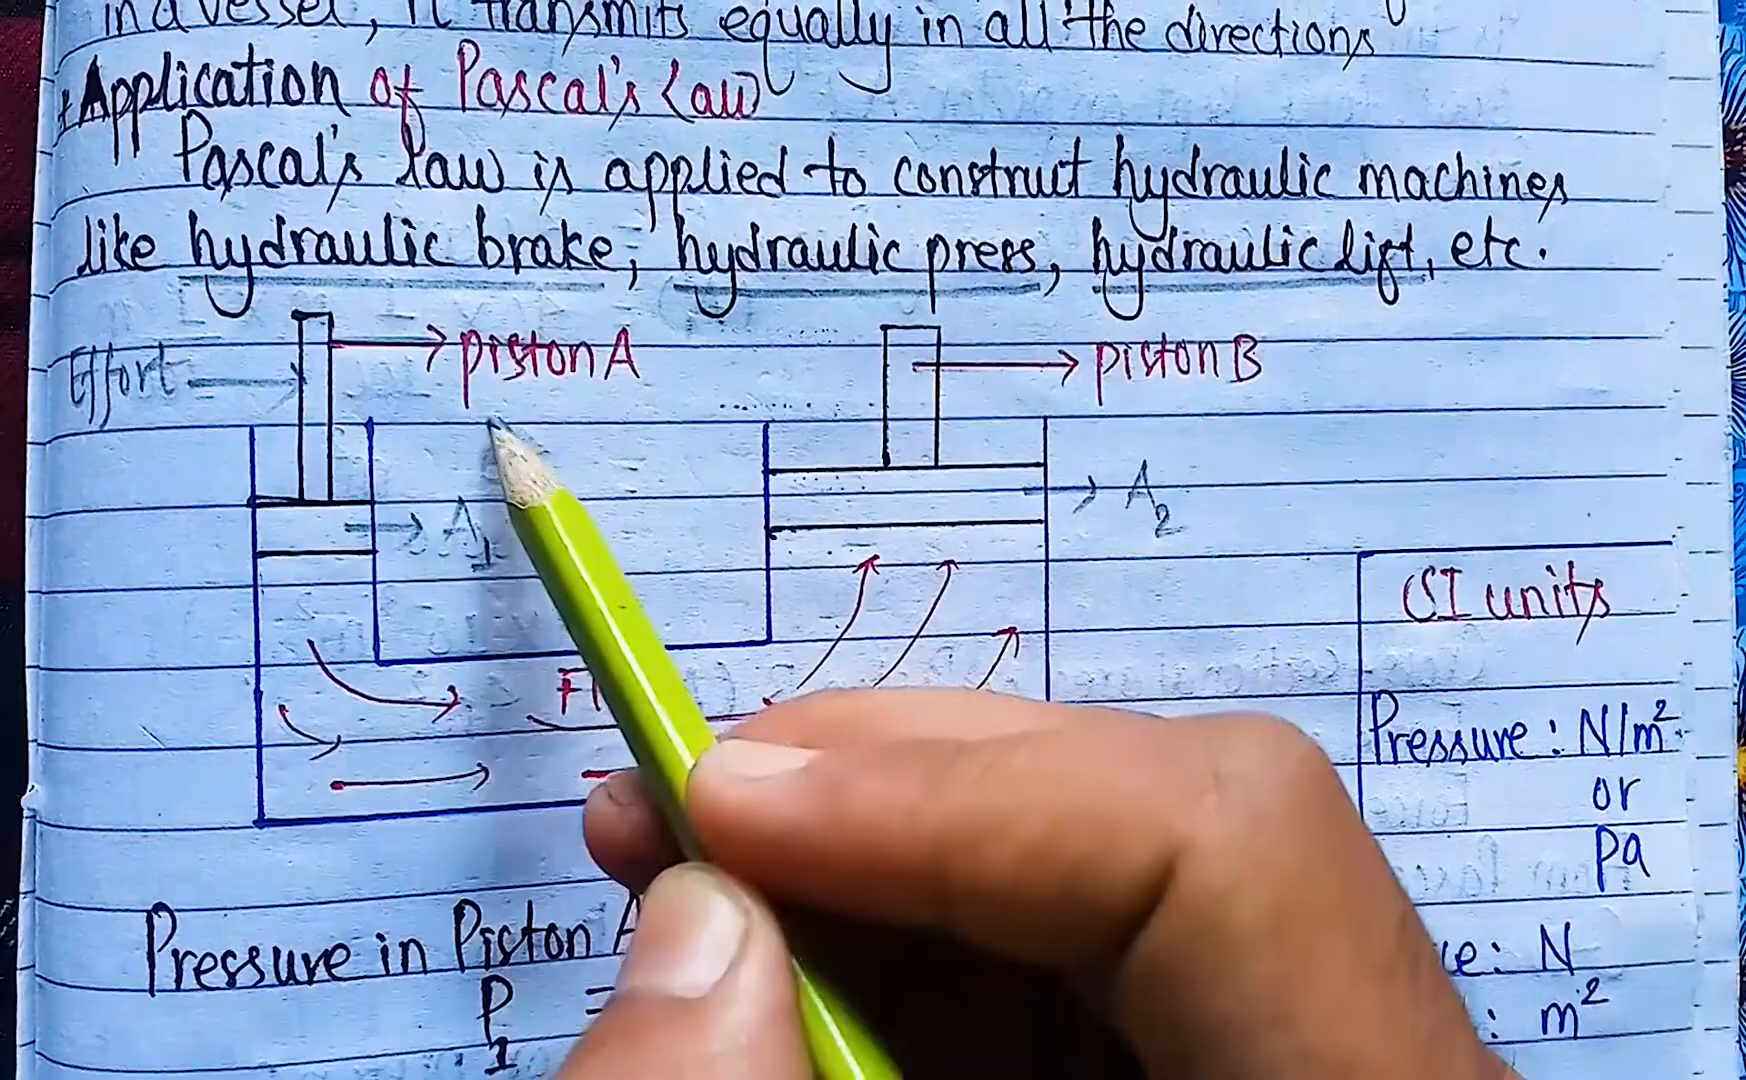 in a vessel, it transmits equally in all the directions
Application of Pascal's Law
Pascal's law is applied to construct hydraulic machines
like hydraulic brake, hydraulic press, hydraulic lift, etc.
Effort
piston A
piston B
A1
A2
SI units
Pressure: N/m²
or
Pa
Pressure in Piston A
P1 =
: N
: m²